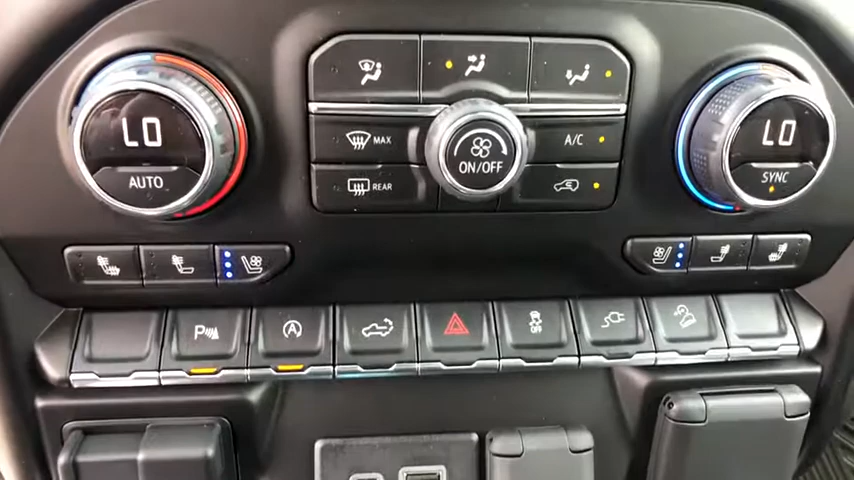 LO
AUTO
MAX
REAR
ON/OFF
A/C
LO
SYNC
P
A
OFF